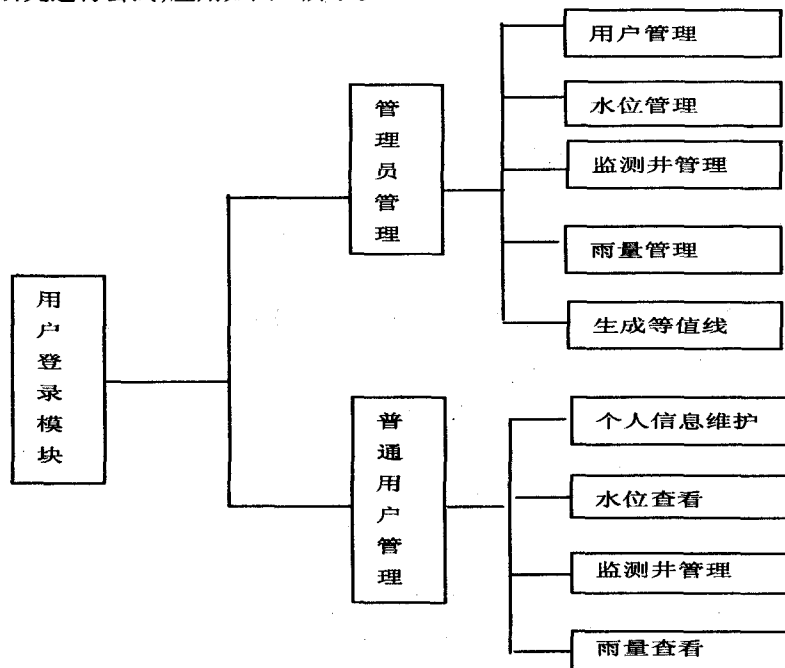 用户登录模块
管理员管理
用户管理
水位管理
监测井管理
雨量管理
生成等值线
普通用户管理
个人信息维护
水位查看
监测井管理
雨量查看